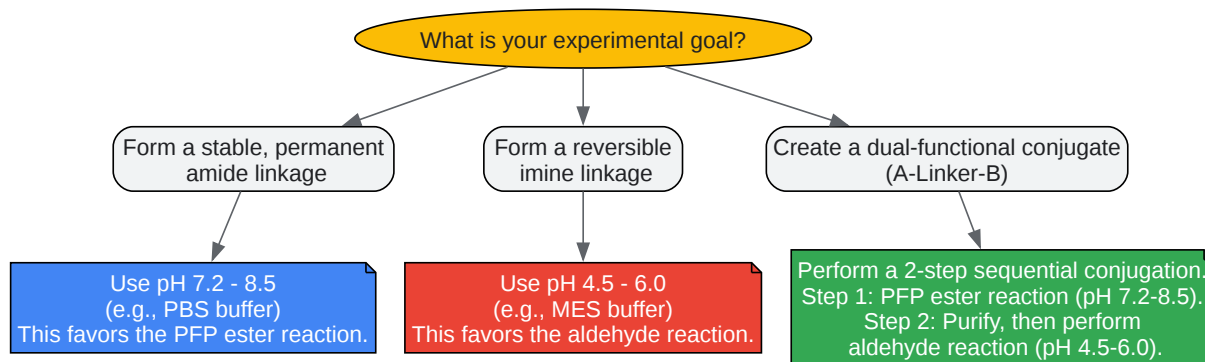 What is your experimental goal?
Form a stable, permanent
amide linkage
Form a reversible
imine linkage
Create a dual-functional conjugate
(A-Linker-B)
Use pH 7.2 - 8.5
(e.g., PBS buffer)
This favors the PFP ester reaction.
Use pH 4.5 - 6.0
(e.g., MES buffer)
This favors the aldehyde reaction.
Perform a 2-step sequential conjugation.
Step 1: PFP ester reaction (pH 7.2-8.5).
Step 2: Purify, then perform
aldehyde reaction (pH 4.5-6.0).